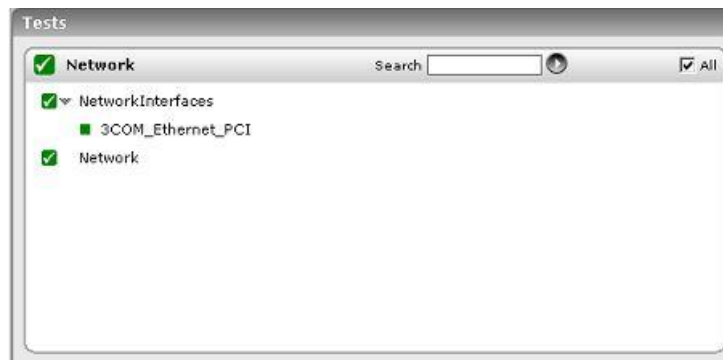 Tests
Network Search All
NetworkInterfaces
3COM_Ethernet_PCI
Network